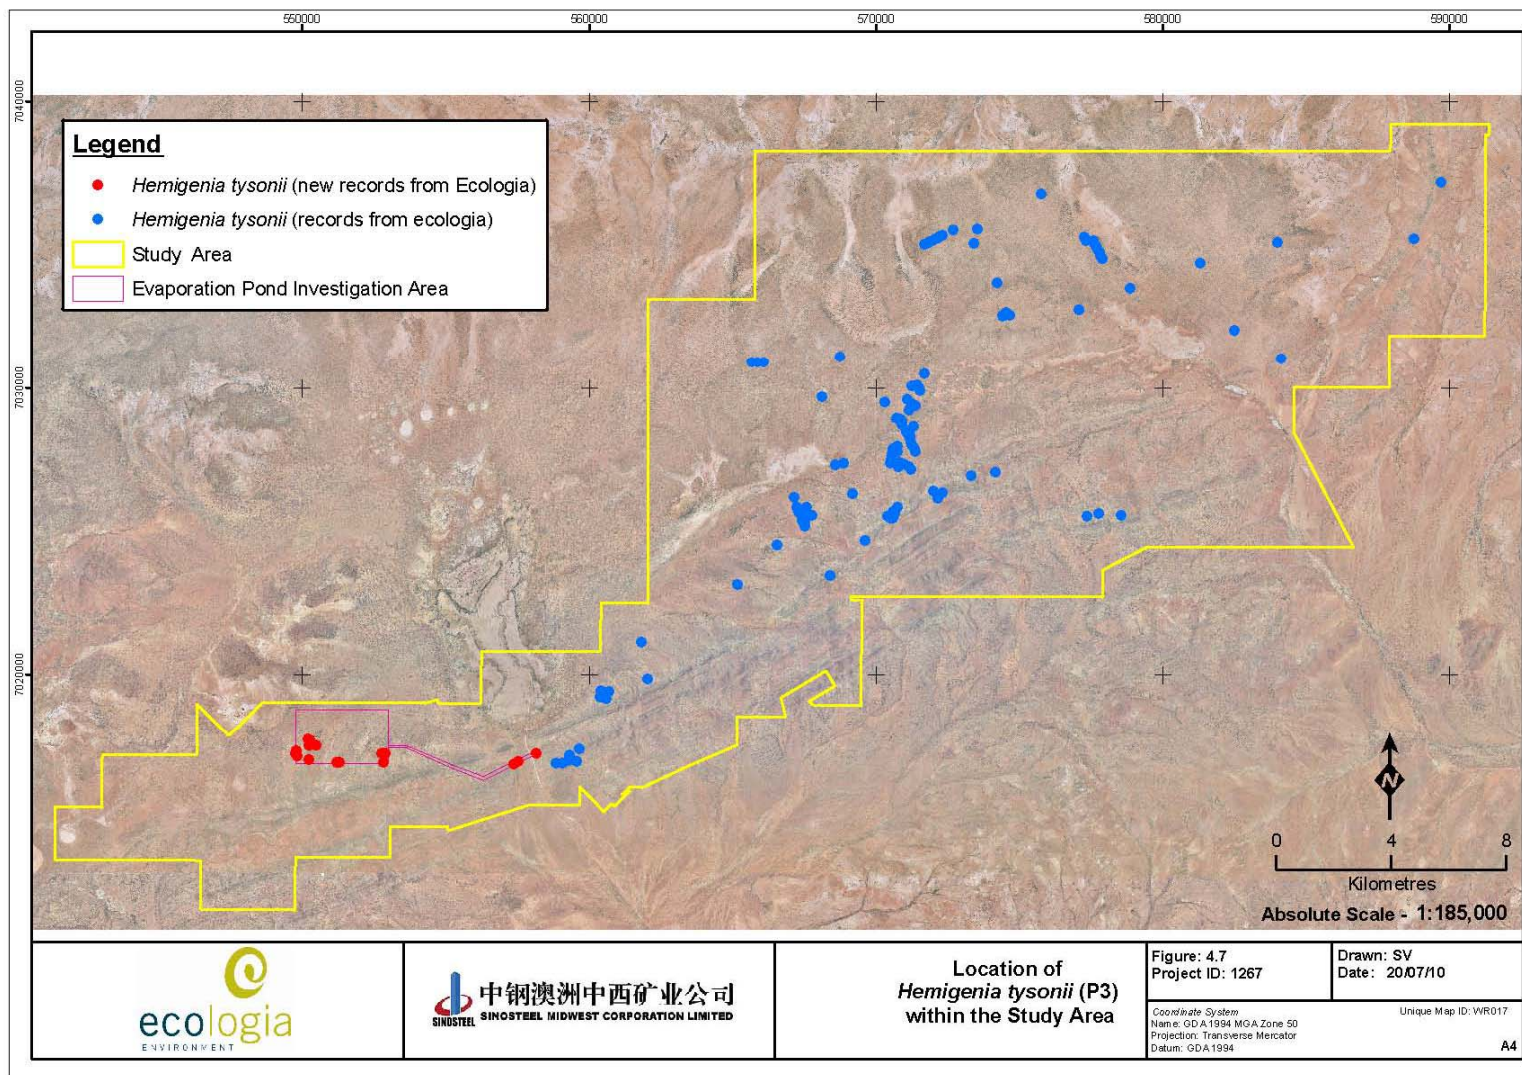 550000 560000 570000 580000 590000
7040000
7030000
7020000
Legend
Hemigenia tysonii (new records from Ecologia)
Hemigenia tysonii (records from ecologia)
Study Area
Evaporation Pond Investigation Area
N
0 4 8
Kilometres
Absolute Scale - 1:185,000
ecologia
ENVIRONMENT
SINOSTEEL
中钢澳洲中西矿业公司
SINOSTEEL MIDWEST CORPORATION LIMITED
Location of
Hemigenia tysonii (P3)
within the Study Area
Figure: 4.7
Project ID: 1267
Drawn: SV
Date: 20/07/10
Coordinate System
Name: GDA 1994 MGA Zone 50
Projection: Transverse Mercator
Datum: GDA 1994
Unique Map ID: WR017
A4